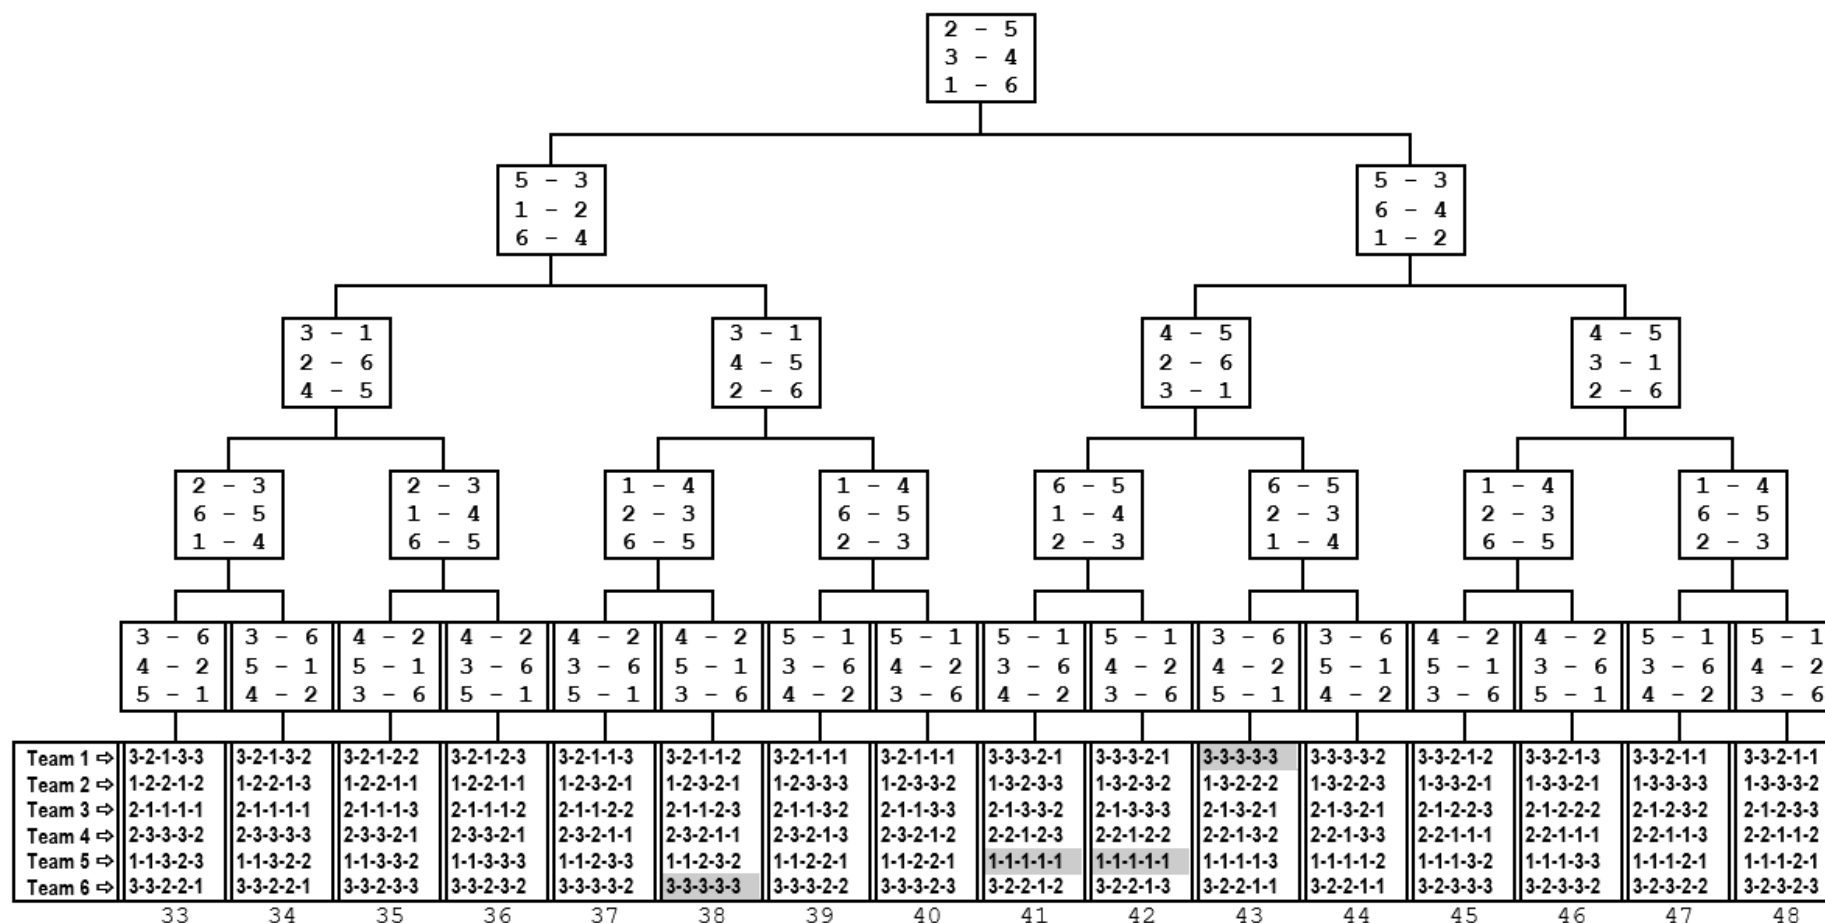 2 - 5
3 - 4
1 - 6
5 - 3 5 - 3
1 - 2 6 - 4
6 - 4 1 - 2
3 - 1 3 - 1 4 - 5 4 - 5
2 - 6 4 - 5 2 - 6 3 - 1
4 - 5 2 - 6 3 - 1 2 - 6
2 - 3 2 - 3 1 - 4 1 - 4 6 - 5 6 - 5 1 - 4 1 - 4
6 - 5 1 - 4 2 - 3 6 - 5 1 - 4 2 - 3 2 - 3 6 - 5
1 - 4 6 - 5 6 - 5 2 - 3 2 - 3 1 - 4 6 - 5 2 - 3
3 - 6 3 - 6 4 - 2 4 - 2 4 - 2 4 - 2 5 - 1 5 - 1 5 - 1 5 - 1 3 - 6 3 - 6 4 - 2 4 - 2 5 - 1 5 - 1
4 - 2 5 - 1 5 - 1 3 - 6 3 - 6 5 - 1 3 - 6 4 - 2 3 - 6 4 - 2 4 - 2 5 - 1 5 - 1 3 - 6 3 - 6 4 - 2
5 - 1 4 - 2 3 - 6 5 - 1 5 - 1 3 - 6 4 - 2 3 - 6 4 - 2 3 - 6 5 - 1 4 - 2 3 - 6 5 - 1 4 - 2 3 - 6
Team 1 ⇨ 3-2-1-3-3 3-2-1-3-2 3-2-1-2-2 3-2-1-2-3 3-2-1-1-3 3-2-1-1-2 3-2-1-1-1 3-2-1-1-1 3-3-3-2-1 3-3-3-2-1 3-3-3-3-3 3-3-3-3-2 3-3-2-1-2 3-3-2-1-3 3-3-2-1-1 3-3-2-1-1
Team 2 ⇨ 1-2-2-1-2 1-2-2-1-3 1-2-2-1-1 1-2-2-1-1 1-2-3-2-1 1-2-3-2-1 1-2-3-3-3 1-2-3-3-2 1-3-2-3-3 1-3-2-3-2 1-3-2-2-2 1-3-2-2-3 1-3-3-2-1 1-3-3-2-1 1-3-3-3-3 1-3-3-3-2
Team 3 ⇨ 2-1-1-1-1 2-1-1-1-1 2-1-1-1-3 2-1-1-1-2 2-1-1-2-2 2-1-1-2-3 2-1-1-3-2 2-1-1-3-3 2-1-3-3-2 2-1-3-3-3 2-1-3-2-1 2-1-3-2-1 2-1-2-2-3 2-1-2-2-2 2-1-2-3-2 2-1-2-3-3
Team 4 ⇨ 2-3-3-3-2 2-3-3-3-3 2-3-3-2-1 2-3-3-2-1 2-3-2-1-1 2-3-2-1-1 2-3-2-1-3 2-3-2-1-2 2-2-1-2-3 2-2-1-2-2 2-2-1-3-2 2-2-1-3-3 2-2-1-1-1 2-2-1-1-1 2-2-1-1-3 2-2-1-1-2
Team 5 ⇨ 1-1-3-2-3 1-1-3-2-2 1-1-3-3-2 1-1-3-3-3 1-1-2-3-3 1-1-2-3-2 1-1-2-2-1 1-1-2-2-1 1-1-1-1-1 1-1-1-1-1 1-1-1-1-3 1-1-1-1-2 1-1-1-3-2 1-1-1-3-3 1-1-1-2-1 1-1-1-2-1
Team 6 ⇨ 3-3-2-2-1 3-3-2-2-1 3-3-2-3-3 3-3-2-3-2 3-3-3-3-2 3-3-3-3-3 3-3-3-2-2 3-3-3-2-3 3-2-2-1-2 3-2-2-1-3 3-2-2-1-1 3-2-2-1-1 3-2-3-3-3 3-2-3-3-2 3-2-3-2-2 3-2-3-2-3
33 34 35 36 37 38 39 40 41 42 43 44 45 46 47 48